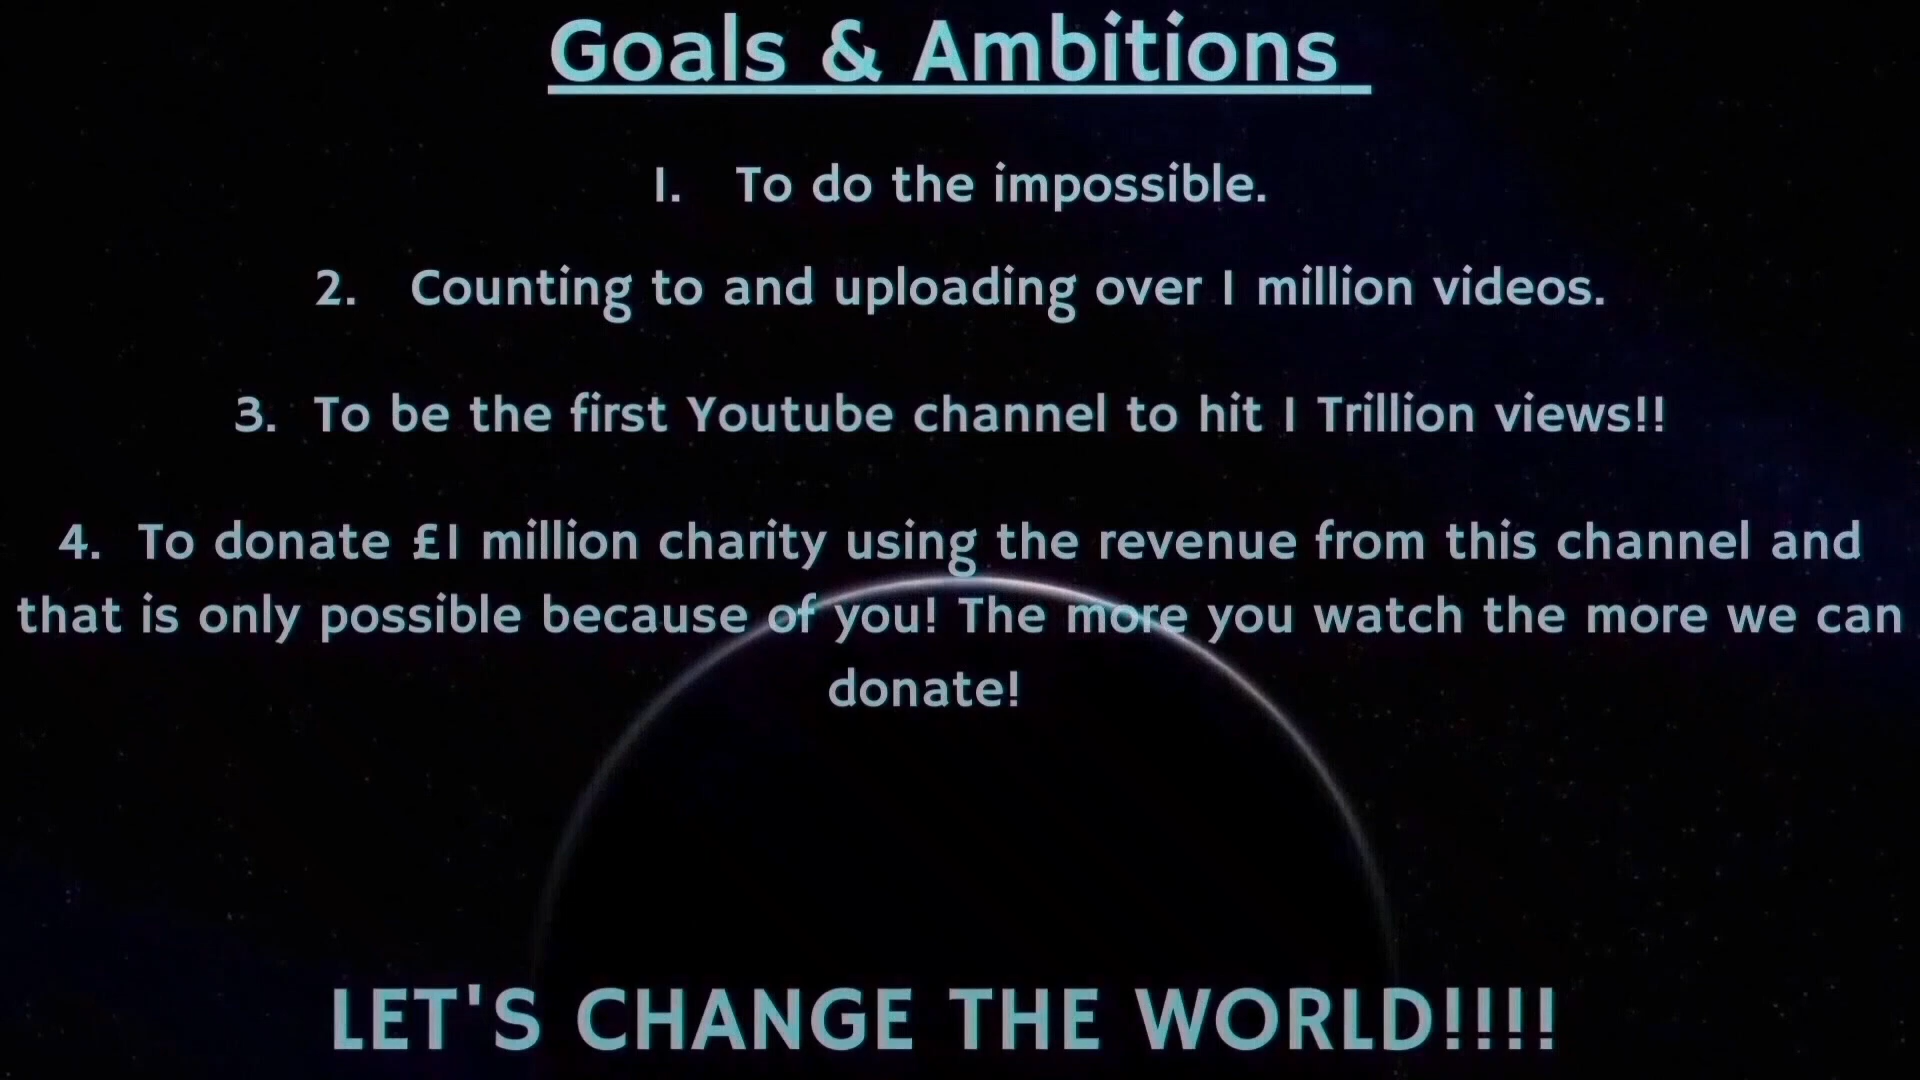 Goals & Ambitions
1. To do the impossible.
2. Counting to and uploading over 1 million videos.
3. To be the first Youtube channel to hit 1 Trillion views!!
4. To donate £1 million charity using the revenue from this channel and
that is only possible because of you! The more you watch the more we can
donate!
LET'S CHANGE THE WORLD!!!!